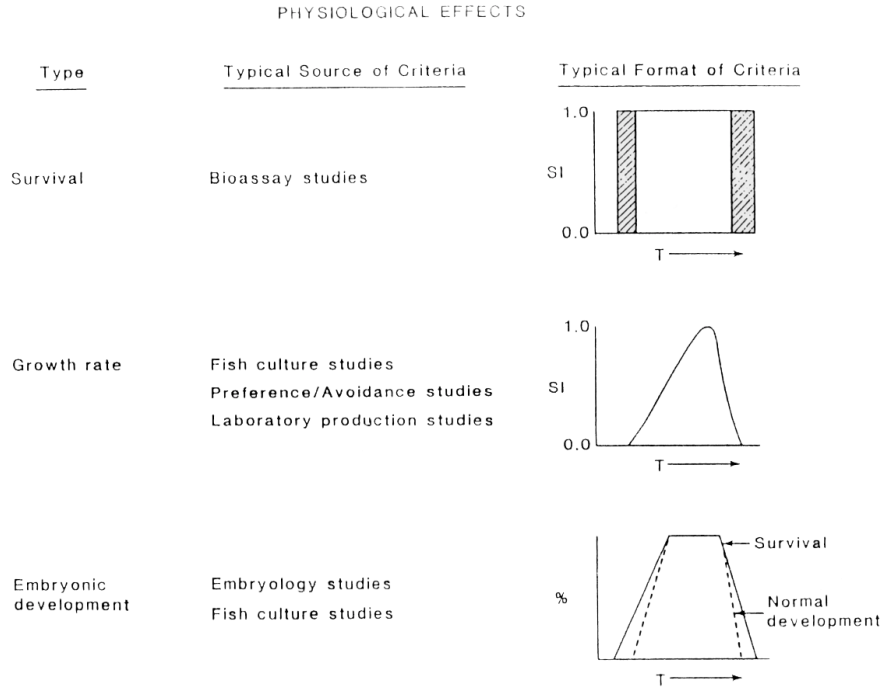 PHYSIOLOGICAL EFFECTS
Type
Typical Source of Criteria
Typical Format of Criteria
Survival
Bioassay studies
1.0
SI
0.0
T
Growth rate
Fish culture studies
Preference/Avoidance studies
Laboratory production studies
1.0
SI
0.0
T
Embryonic
development
Embryology studies
Fish culture studies
%
Survival
Normal
development
T